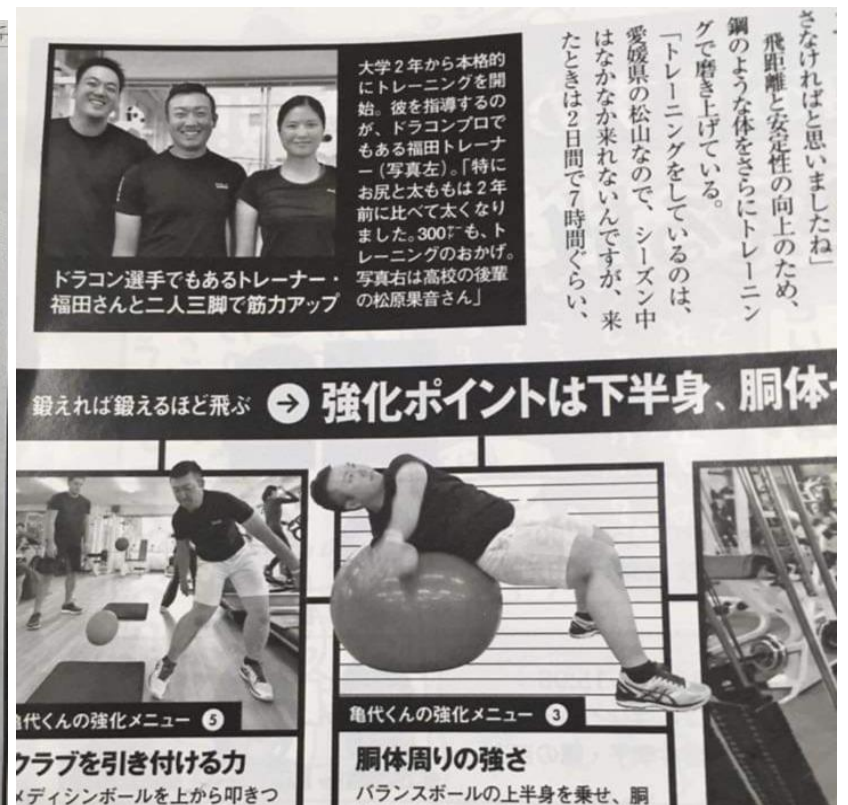 さなければと思いましたね」
飛距離と安定性の向上のため、
鋼のような体をさらにトレーニン
グで磨き上げている。
「トレーニングをしているのは、
愛媛県の松山なので、シーズン中
はなかなか来れないんですが、来
たときは2日間で7時間ぐらい、
大学2年から本格的
にトレーニングを開
始。彼を指導するの
が、ドラコンプロで
もある福田トレーナ
ー(写真左)。「特に
お尻と太ももは2年
前に比べて太くなり
ました。300ヤードも、ト
レーニングのおかげ。
写真右は高校の後輩
の松原果音さん」
ドラコン選手でもあるトレーナー・
福田さんと二人三脚で筋力アップ
鍛えれば鍛えるほど飛ぶ → 強化ポイントは下半身、胴体
亀代くんの強化メニュー 5
クラブを引き付ける力
メディシンボールを上から叩きつ
亀代くんの強化メニュー 3
胴体周りの強さ
バランスボールの上半身を乗せ、胴